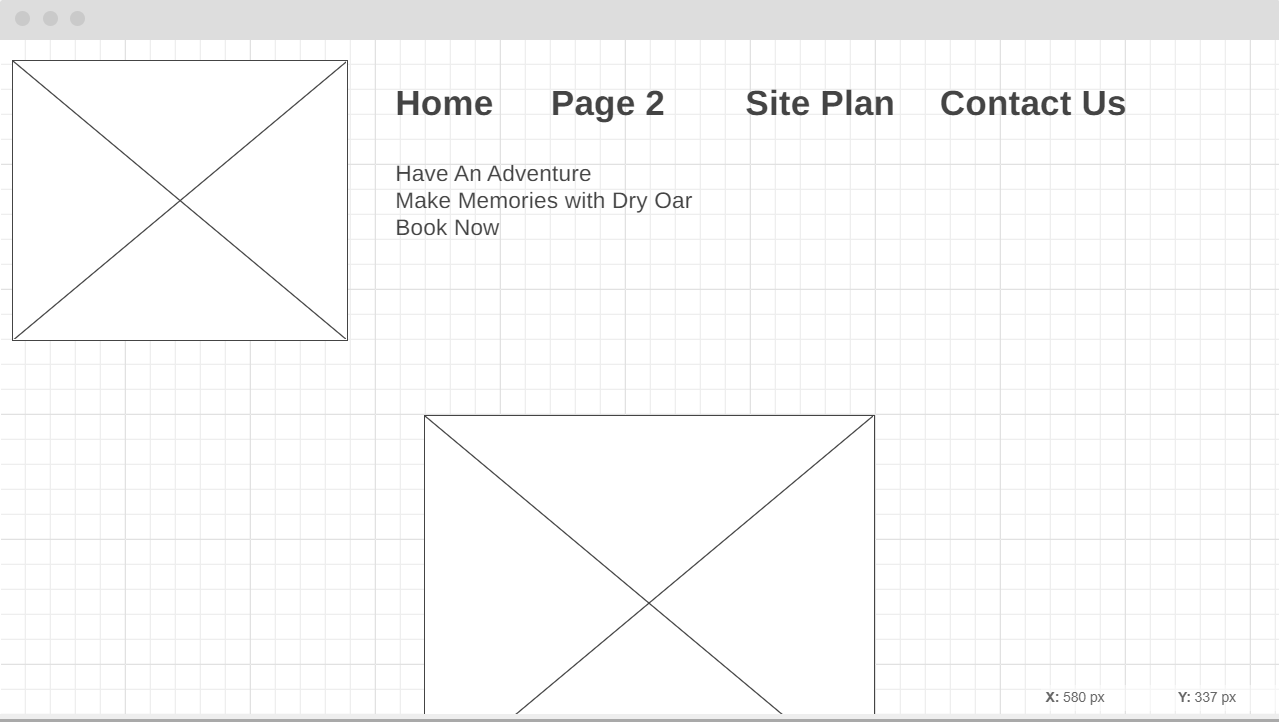 Home Page 2 Site Plan Contact Us
Have An Adventure
Make Memories with Dry Oar
Book Now
X: 580 px Y: 337 px